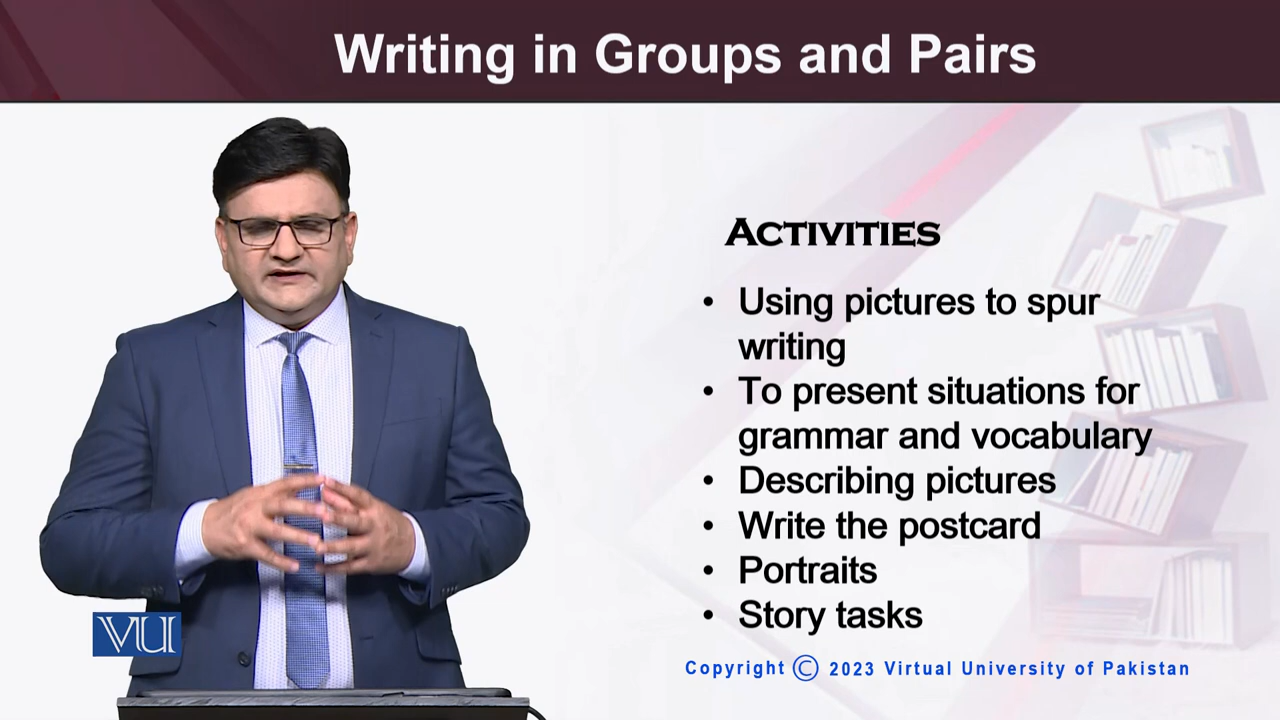 Writing in Groups and Pairs
ACTIVITIES
• Using pictures to spur
writing
• To present situations for
grammar and vocabulary
• Describing pictures
• Write the postcard
• Portraits
• Story tasks
VU
Copyright © 2023 Virtual University of Pakistan